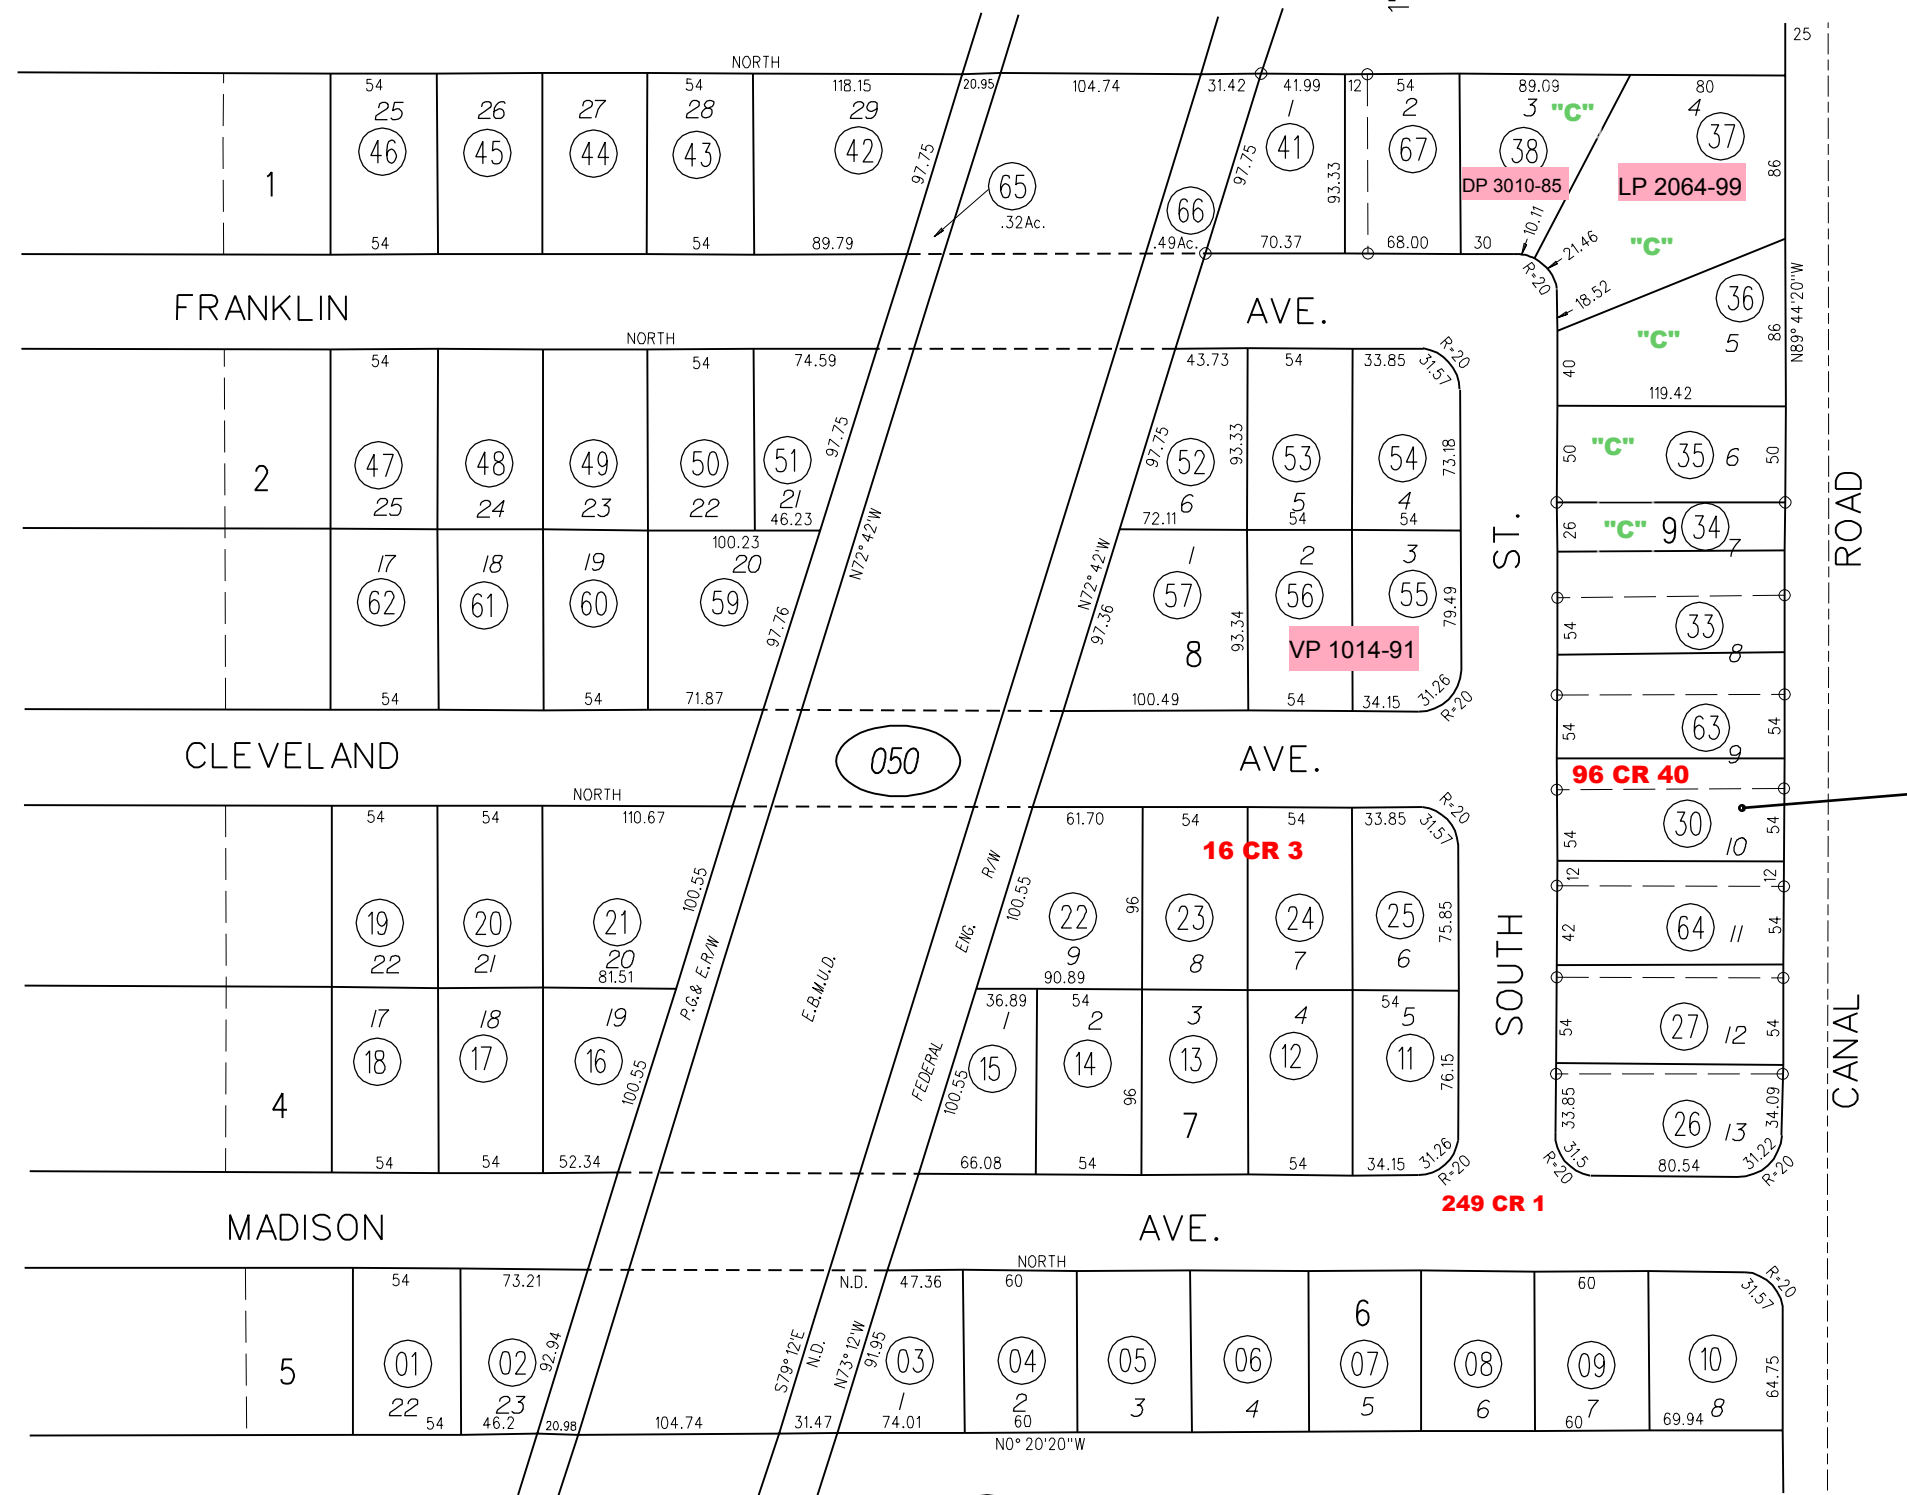 25
NORTH
54 54 118.15 20.95 104.74 31.42 41.99 12 54 89.09 80
25 26 27 28 29 1 2 3 "C" 4
46 45 44 43 42 41 67 38 37
97.75 97.75 93.33 86
1 65 66 DP 3010-85 LP 2064-99
.32Ac. .49Ac. 10.11 21.46 "C"
54 54 89.79 70.37 68.00 30
R=20 18.52 36 N89°44'20"W
FRANKLIN AVE.
NORTH
"C" 5 86
54 54 74.59 43.73 54 33.85 31.57 R=20 40
119.42
97.75 97.75 93.33 73.18
47 48 49 50 51 52 53 54 50 "C" 35 6 50
2
25 24 23 22 21 6 5 4
46.23 72.11 54 54
ROAD
ST.
26 "C" 9 34 7
100.23
17 18 19 20 1 2 3
N72°42'W N72°42'W
62 61 60 59 57 56 55
97.76 97.36 93.34 79.49
54 33 8
8 VP 1014-91
54 54 71.87 100.49 54 34.15 31.26 R=20
54 63 9 54
CLEVELAND 050 AVE.
96 CR 40
NORTH
54 54 110.67 61.70 54 54 33.85 31.57 R=20
54 30 10 54
16 CR 3
12 12
100.55 R/W 100.55 96 75.85
19 20 21 22 23 24 25
22 21 20 9 8 7 6
81.51 90.89
42 64 11 54
P.G.& E.R/W E.B.M.U.D. FEDERAL ENG.
SOUTH
CANAL
36.89 54 54
17 18 19 1 2 3 4 5
18 17 16 15 14 13 12 11
54 27 12 54
100.55 100.55 96 76.15
4 7
33.85 26 13 34.09
54 54 52.34 66.08 54 54 34.15 31.26 R=20
R=20 31.5 80.54 31.22 R=20
249 CR 1
MADISON AVE.
NORTH
54 73.21 N.D. 47.36 60 60 R=20 31.57
6
5 01 02 03 04 05 06 07 08 09 10
92.94 S79°12'E N.D. N73°12'W 91.95 64.75
22 23 1 2 3 4 5 6 7 8
54 46.2 20.98 104.74 31.47 74.01 60 60 69.94
N0°20'20"W